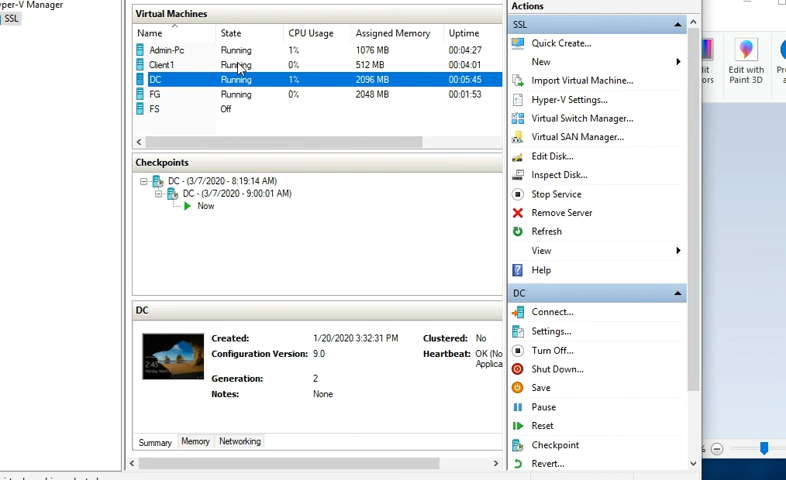 yper-V Manager
SSL
Virtual Machines
Name State CPU Usage Assigned Memory Uptime
Admin-Pc Running 1% 1076 MB 00:04:27
Client1 Running 0% 512 MB 00:04:01
DC Running 1% 2096 MB 00:05:45
FG Running 0% 2048 MB 00:01:53
FS Off
Checkpoints
DC - (3/7/2020 - 8:19:14 AM)
DC - (3/7/2020 - 9:00:01 AM)
Now
DC
Created: 1/20/2020 3:32:31 PM Clustered: No
Configuration Version: 9.0 Heartbeat: OK (No
Applica
Generation: 2
Notes: None
2:45
Summary Memory Networking
Actions
SSL
Quick Create...
New
Import Virtual Machine...
Hyper-V Settings...
Virtual Switch Manager...
Virtual SAN Manager...
Edit Disk...
Inspect Disk...
Stop Service
Remove Server
Refresh
View
Help
DC
Connect...
Settings...
Turn Off...
Shut Down...
Save
Pause
Reset
Checkpoint
Revert...
Edit with
Paint 3D